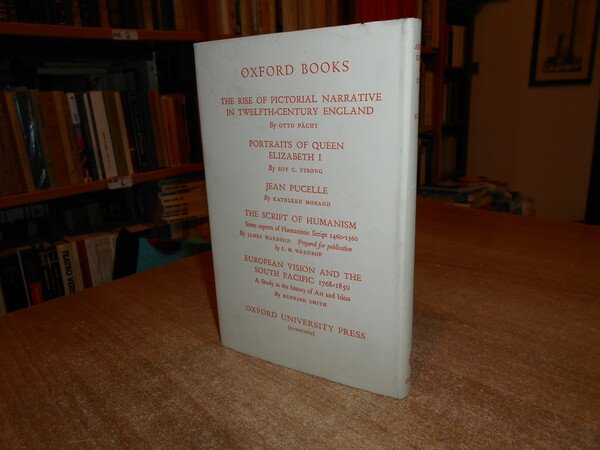 OXFORD BOOKS
THE RISE OF PICTORIAL NARRATIVE
IN TWELFTH-CENTURY ENGLAND
By OTTO PÄCHT
PORTRAITS OF QUEEN
ELIZABETH I
By ROY C. STRONG
JEAN PUCELLE
By KATHLEEN MORAND
THE SCRIPT OF HUMANISM
Some aspects of Humanistic Script 1460-1560
By JAMES WARDROP. Prepared for publication
by E. M. WARDROP
EUROPEAN VISION AND THE
SOUTH PACIFIC 1768-1850
A Study in the history of Art and Ideas
By BERNARD SMITH
OXFORD UNIVERSITY PRESS